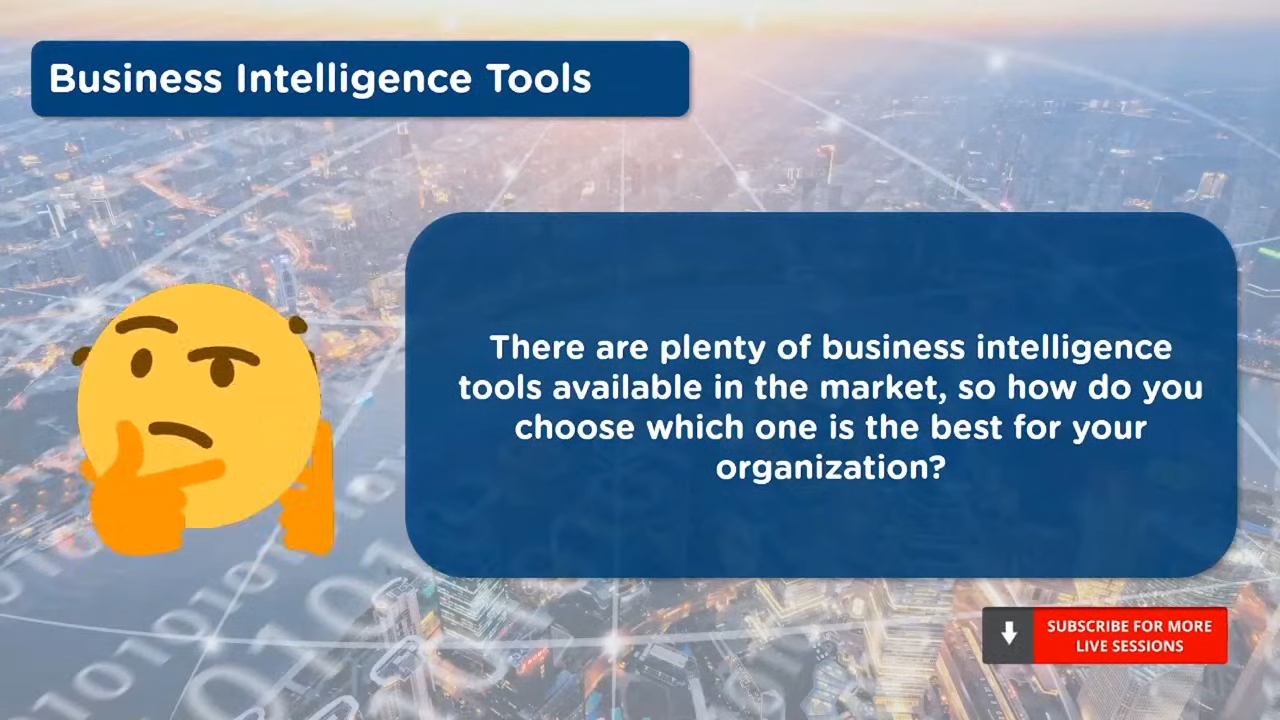 Business Intelligence Tools
There are plenty of business intelligence
tools available in the market, so how do you
choose which one is the best for your
organization?
SUBSCRIBE FOR MORE
LIVE SESSIONS